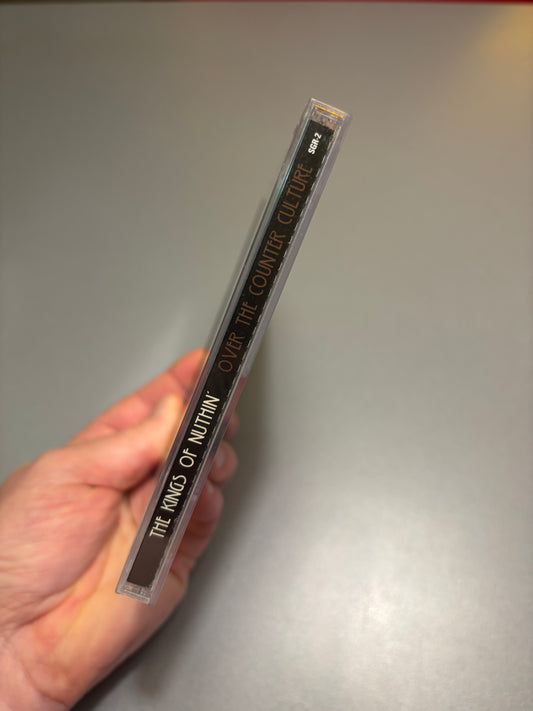 THE KINGS OF NUTHIN' OVER THE COUNTER CULTURE SGR-2